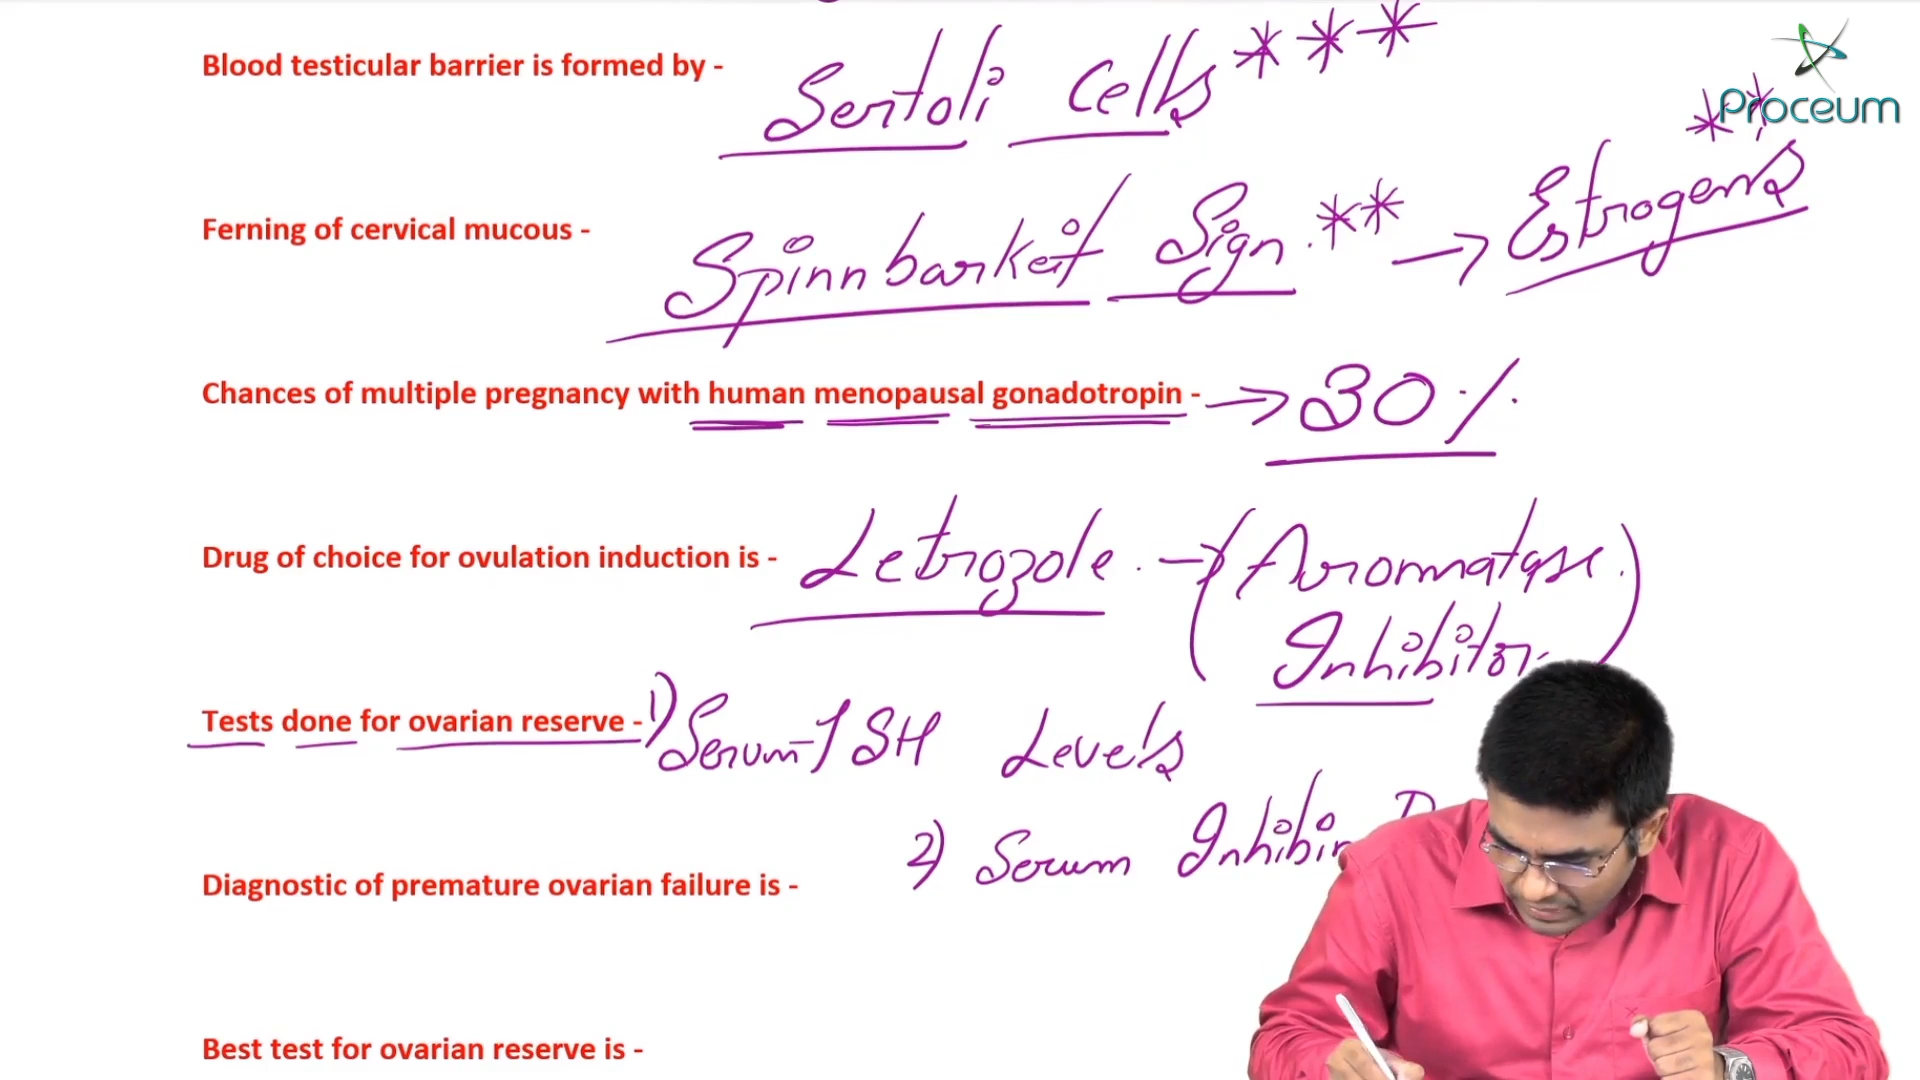 Blood testicular barrier is formed by - Sertoli Cells ***
Proceum
Ferning of cervical mucous - Spinnbarkeit Sign. ** → Estrogens **
Chances of multiple pregnancy with human menopausal gonadotropin - → 30%
Drug of choice for ovulation induction is - Letrozole. → (Aromatase
Inhibitor)
Tests done for ovarian reserve - 1) Serum FSH Levels
2) Serum Inhibin
Diagnostic of premature ovarian failure is -
Best test for ovarian reserve is -